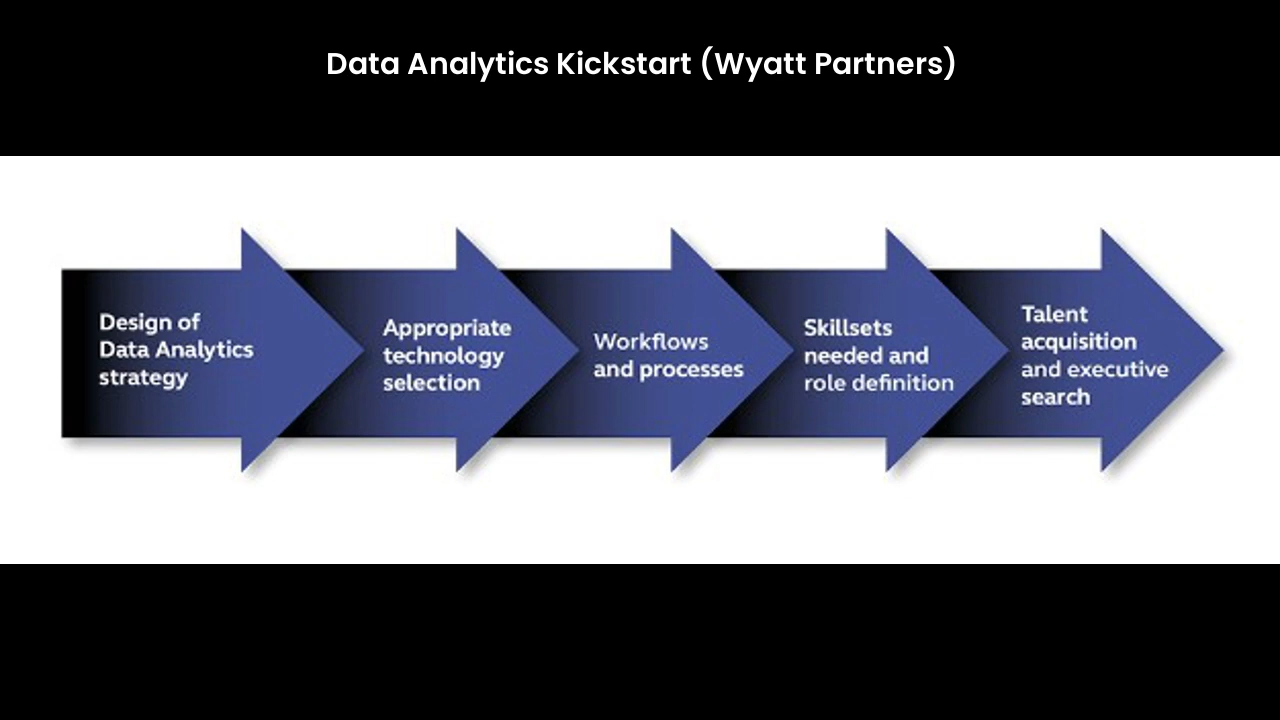 Data Analytics Kickstart (Wyatt Partners)
Design of
Data Analytics
strategy
Appropriate
technology
selection
Workflows
and processes
Skillsets
needed and
role definition
Talent
acquisition
and executive
search